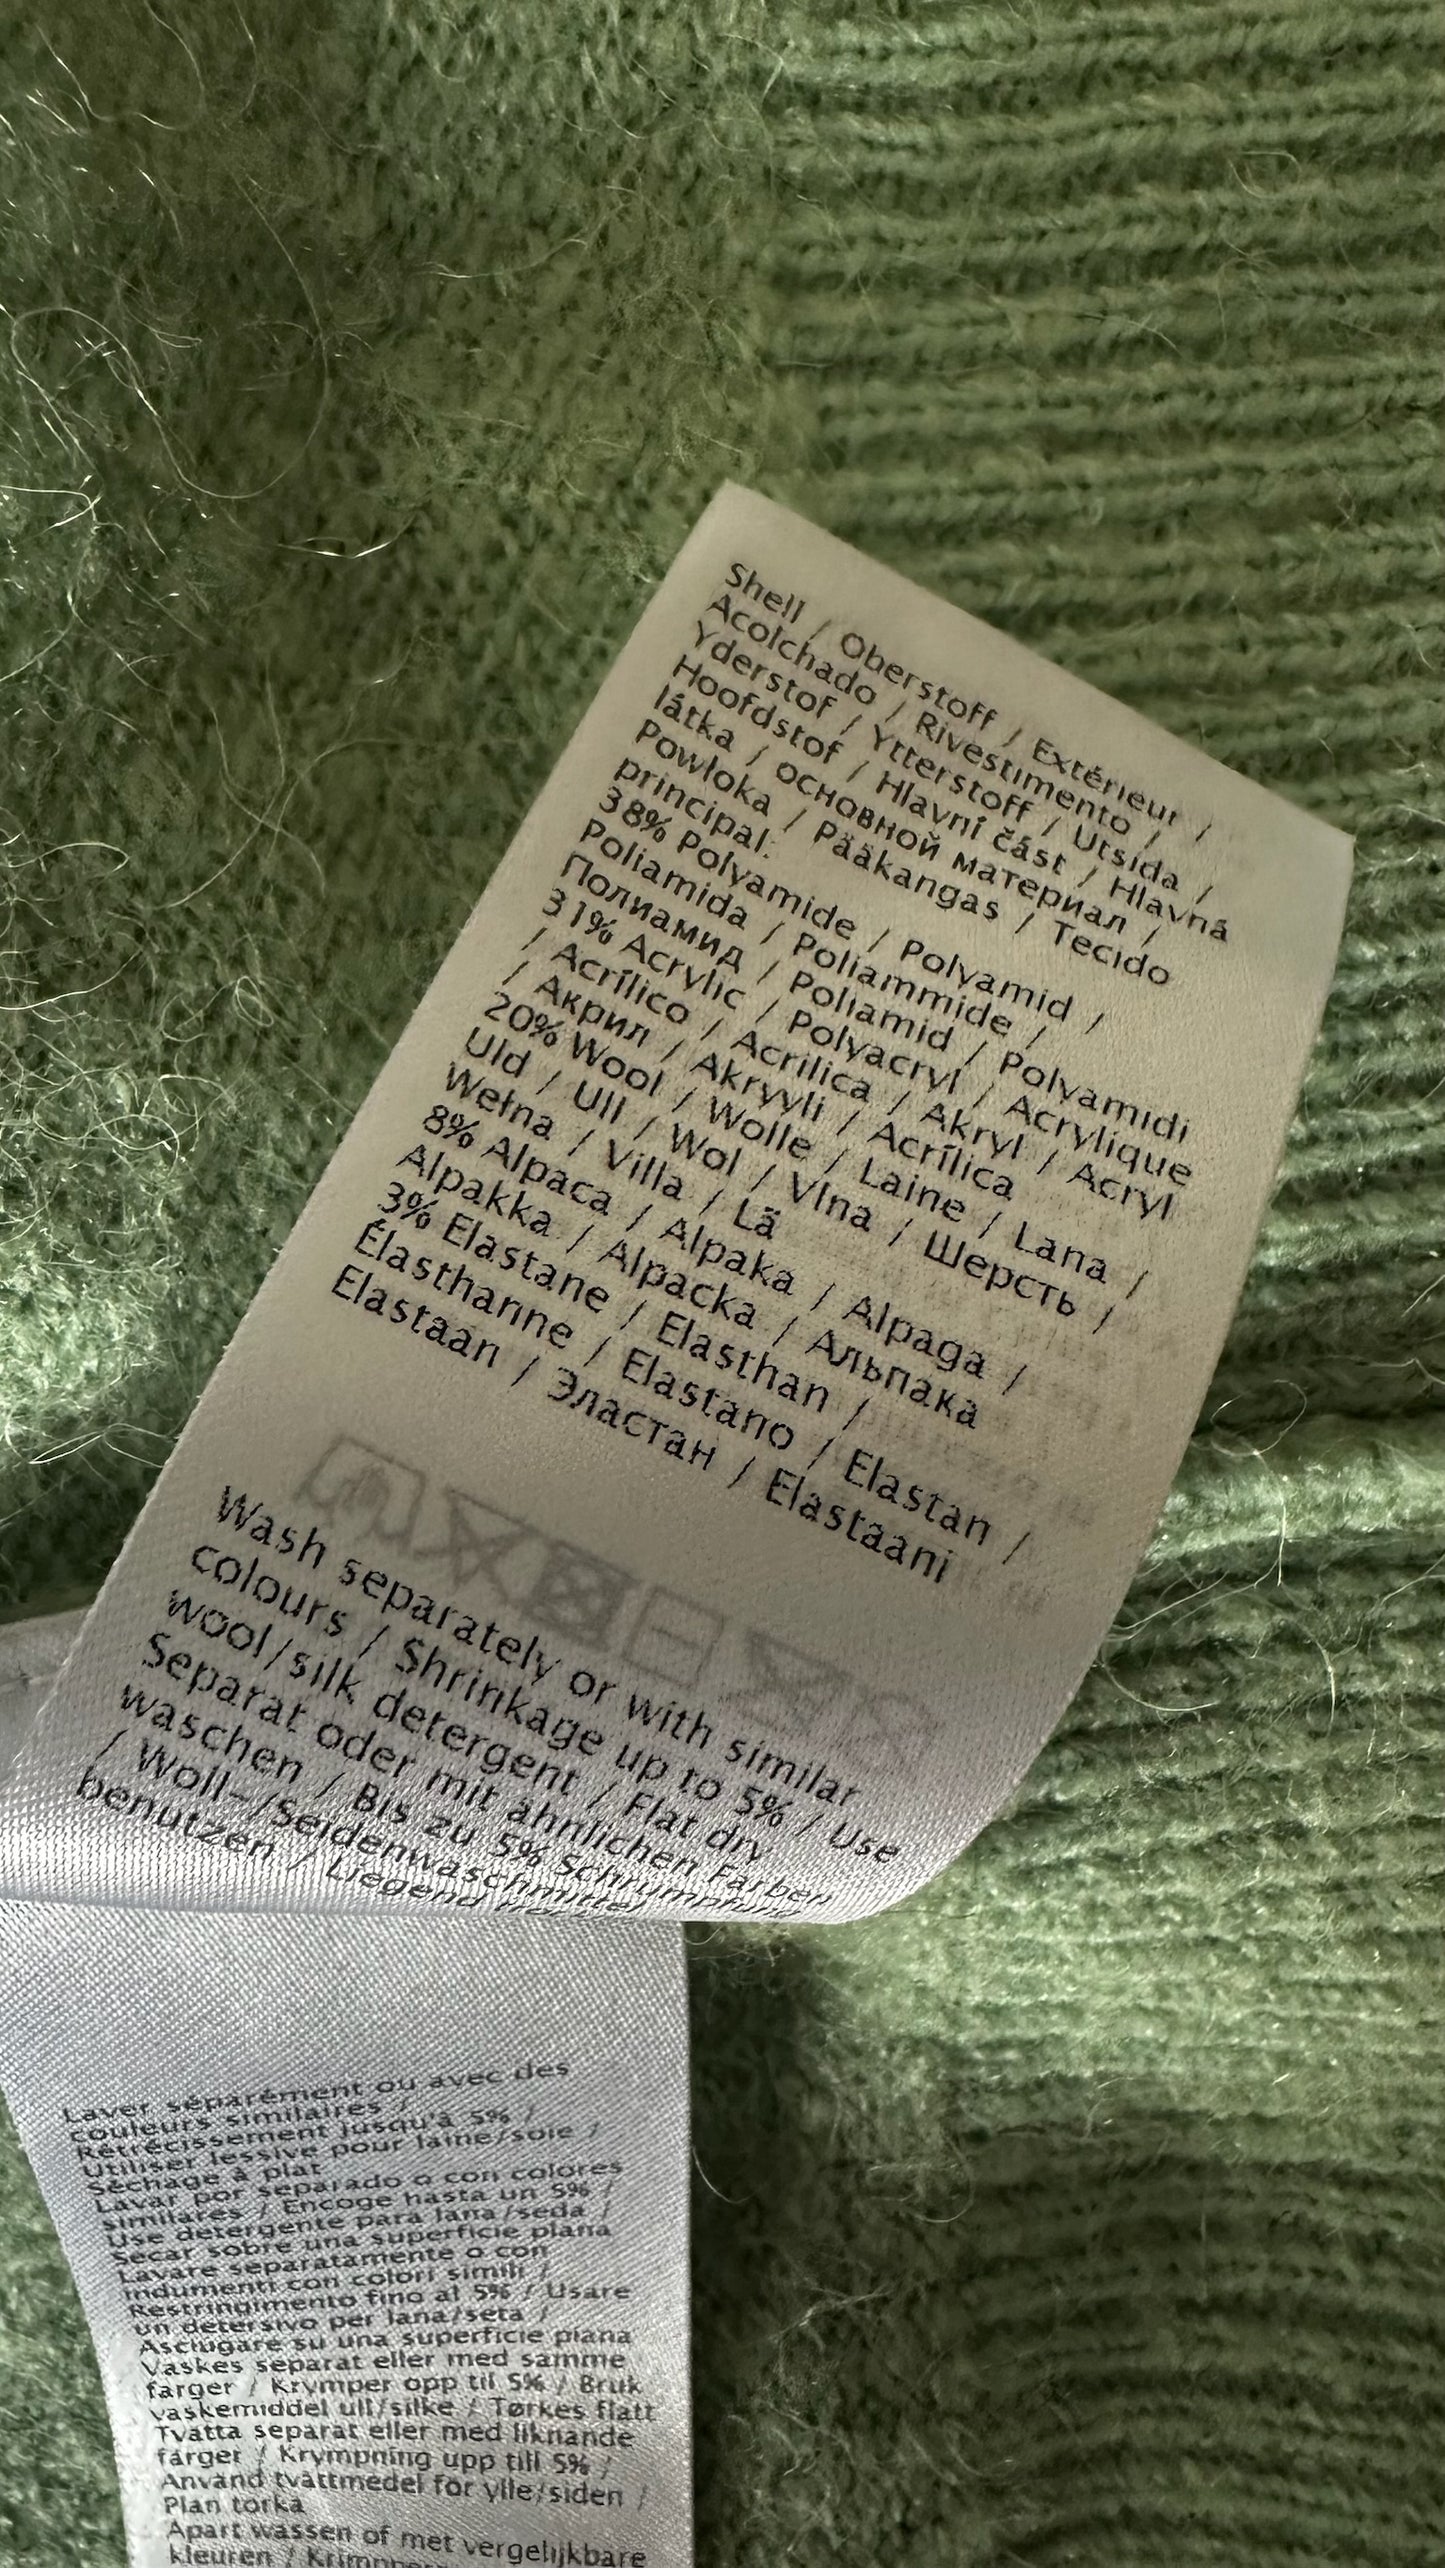 Shell / Oberstoff / Extérieur /
Acolchado / Rivestimento /
Yderstof / Ytterstoff / Utsida /
Hoofdstof / Hlavní část / Hlavná
látka / основной материал /
Powłoka / Pääkangas / Tecido
principal:
38% Polyamide / Polyamid /
Poliamida / Poliammide /
Полиамид / Poliamid / Polyamidi
31% Acrylic / Polyacryl / Acrylique
/ Acrílico / Acrilica / Akryl / Acryl
/ Акрил / Akryyli / Acrílica
20% Wool / Wolle / Laine / Lana /
Uld / Ull / Wol / Vlna / Шерсть /
Wełna / Villa / Lã
8% Alpaca / Alpaka / Alpaga /
Alpakka / Alpacka / Альпака
3% Elastane / Elasthan /
Élasthanne / Elastano / Elastan /
Elastaan / Эластан / Elastaani
Wash separately or with similar
colours / Shrinkage up to 5% / Use
wool/silk detergent / Flat dry
Separat oder mit ähnlichen Farben
waschen / Bis zu 5% Schrumpfung
/ Woll-/Seidenwaschmittel
benutzen / Liegend
Laver séparément ou avec des
couleurs similaires /
Rétrécissement jusqu'à 5% /
Utiliser lessive pour laine/soie /
Séchage à plat
Lavar por separado o con colores
similares / Encoge hasta un 5% /
Use detergente para lana/seda /
Secar sobre una superficie plana
Lavare separatamente o con
indumenti con colori simili /
Restringimento fino al 5% / Usare
un detersivo per lana/seta /
Asciugare su una superficie piana
Vaskes separat eller med samme
farger / Krymper opp til 5% / Bruk
vaskemiddel ull/silke / Tørkes flatt
Tvätta separat eller med liknande
färger / Krympning upp till 5% /
Använd tvättmedel för ylle/siden /
Plan torka
Apart wassen of met vergelijkbare
kleuren /